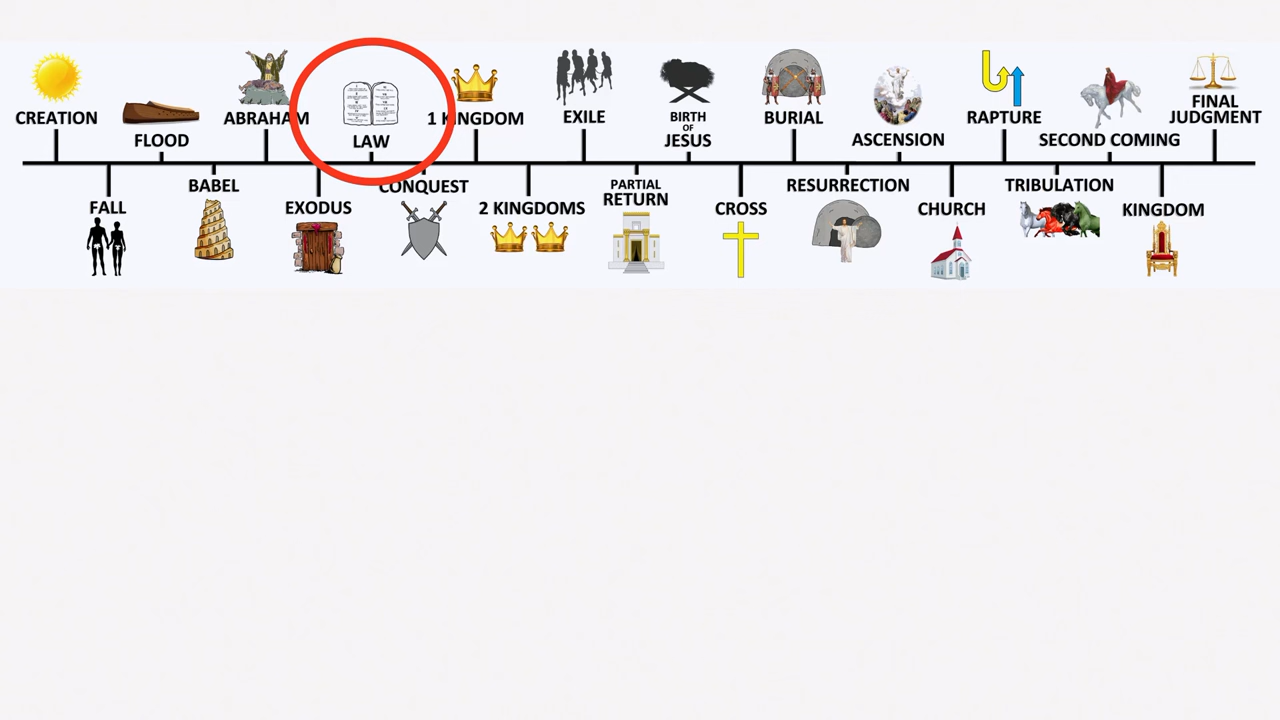 CREATION
FALL
FLOOD
BABEL
ABRAHAM
EXODUS
LAW
CONQUEST
1 KINGDOM
2 KINGDOMS
EXILE
PARTIAL
RETURN
BIRTH
OF
JESUS
CROSS
BURIAL
RESURRECTION
ASCENSION
CHURCH
RAPTURE
TRIBULATION
SECOND COMING
KINGDOM
FINAL
JUDGMENT